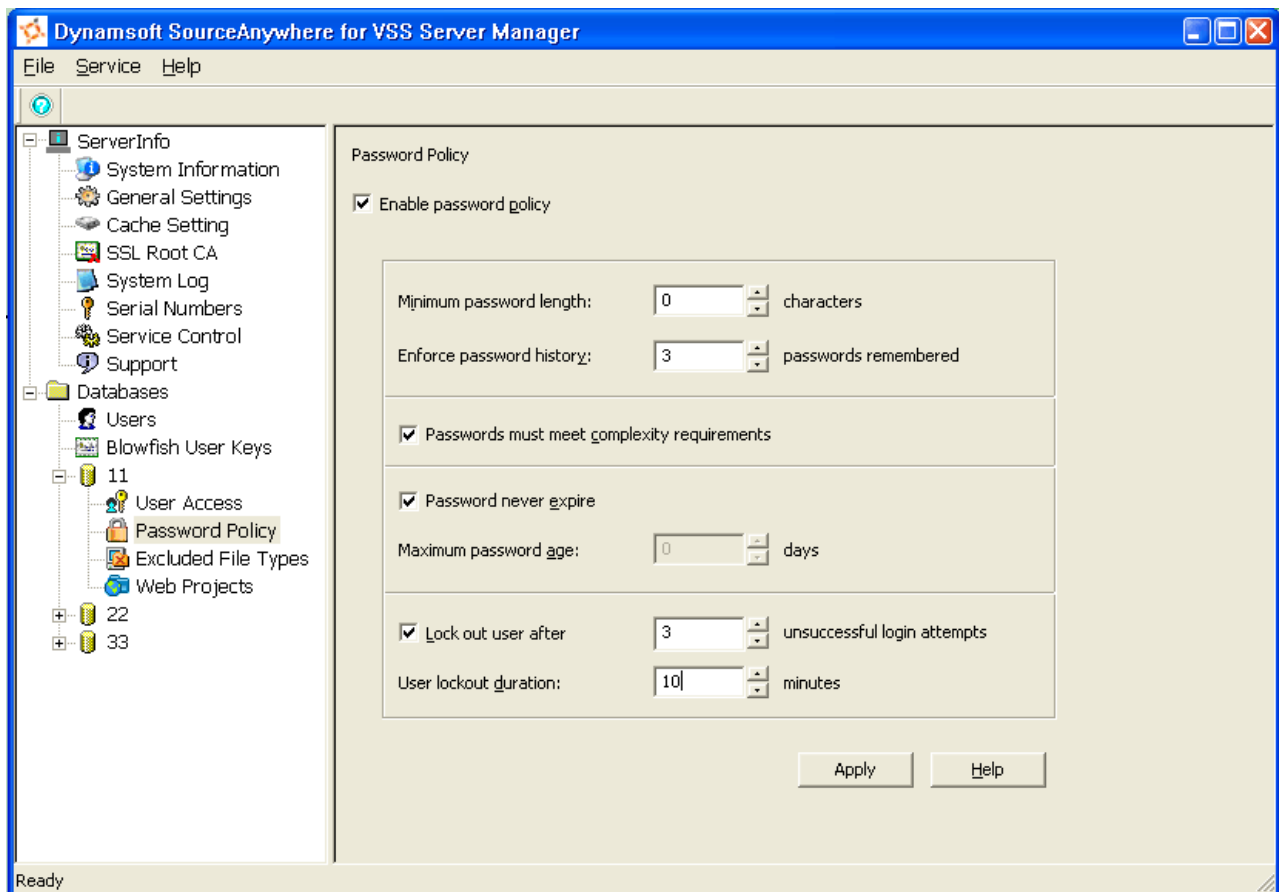 Dynamsoft SourceAnywhere for VSS Server Manager
File Service Help
ServerInfo
System Information
General Settings
Cache Setting
SSL Root CA
System Log
Serial Numbers
Service Control
Support
Databases
Users
Blowfish User Keys
11
User Access
Password Policy
Excluded File Types
Web Projects
22
33
Password Policy
Enable password policy
Minimum password length: 0 characters
Enforce password history: 3 passwords remembered
Passwords must meet complexity requirements
Password never expire
Maximum password age: 0 days
Lock out user after 3 unsuccessful login attempts
User lockout duration: 10 minutes
Apply Help
Ready